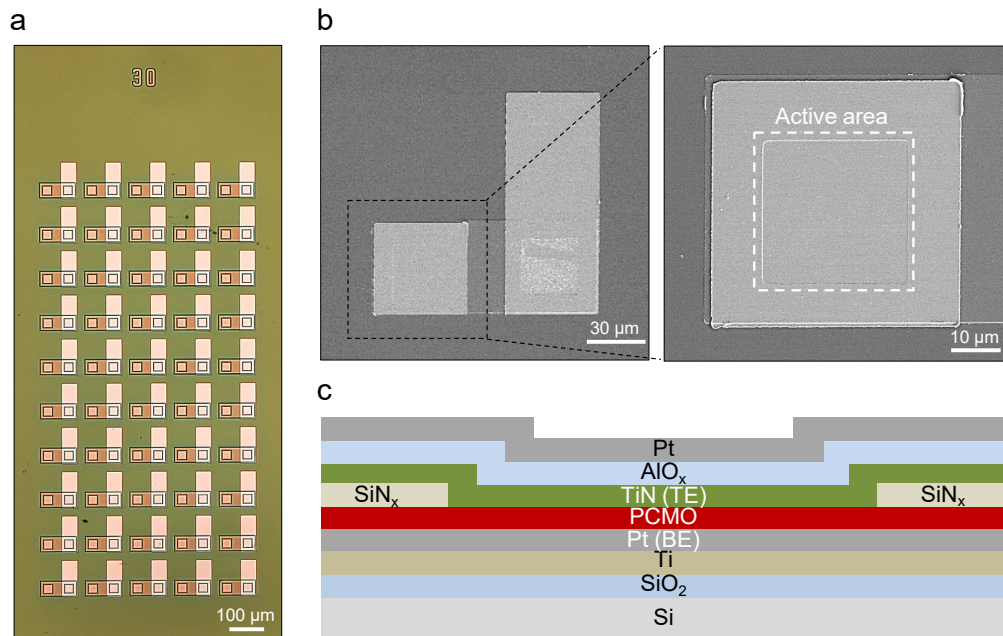 a
30
100 µm
b
30 µm
Active area
10 µm
c
Pt
AlOₓ
SiNₓ
TiN (TE)
SiNₓ
PCMO
Pt (BE)
Ti
SiO₂
Si